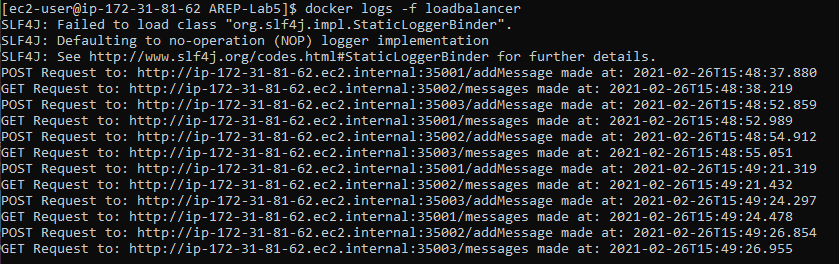 [ec2-user@ip-172-31-81-62 AREP-Lab5]$ docker logs -f loadbalancer
SLF4J: Failed to load class "org.slf4j.impl.StaticLoggerBinder".
SLF4J: Defaulting to no-operation (NOP) logger implementation
SLF4J: See http://www.slf4j.org/codes.html#StaticLoggerBinder for further details.
POST Request to: http://ip-172-31-81-62.ec2.internal:35001/addMessage made at: 2021-02-26T15:48:37.880
GET Request to: http://ip-172-31-81-62.ec2.internal:35002/messages made at: 2021-02-26T15:48:38.219
POST Request to: http://ip-172-31-81-62.ec2.internal:35003/addMessage made at: 2021-02-26T15:48:52.859
GET Request to: http://ip-172-31-81-62.ec2.internal:35001/messages made at: 2021-02-26T15:48:52.989
POST Request to: http://ip-172-31-81-62.ec2.internal:35002/addMessage made at: 2021-02-26T15:48:54.912
GET Request to: http://ip-172-31-81-62.ec2.internal:35003/messages made at: 2021-02-26T15:48:55.051
POST Request to: http://ip-172-31-81-62.ec2.internal:35001/addMessage made at: 2021-02-26T15:49:21.319
GET Request to: http://ip-172-31-81-62.ec2.internal:35002/messages made at: 2021-02-26T15:49:21.432
POST Request to: http://ip-172-31-81-62.ec2.internal:35003/addMessage made at: 2021-02-26T15:49:24.297
GET Request to: http://ip-172-31-81-62.ec2.internal:35001/messages made at: 2021-02-26T15:49:24.478
POST Request to: http://ip-172-31-81-62.ec2.internal:35002/addMessage made at: 2021-02-26T15:49:26.854
GET Request to: http://ip-172-31-81-62.ec2.internal:35003/messages made at: 2021-02-26T15:49:26.955